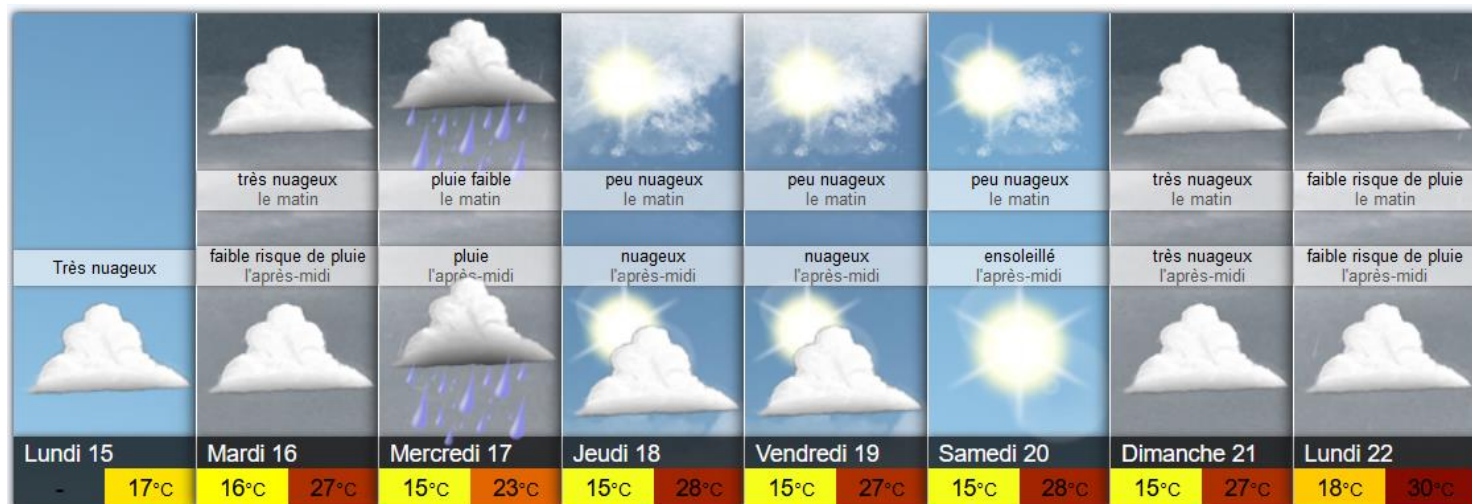 très nuageux
le matin
pluie faible
le matin
peu nuageux
le matin
peu nuageux
le matin
peu nuageux
le matin
très nuageux
le matin
faible risque de pluie
le matin
Très nuageux
faible risque de pluie
l'après-midi
pluie
l'après-midi
nuageux
l'après-midi
nuageux
l'après-midi
ensoleillé
l'après-midi
très nuageux
l'après-midi
faible risque de pluie
l'après-midi
Lundi 15
Mardi 16
Mercredi 17
Jeudi 18
Vendredi 19
Samedi 20
Dimanche 21
Lundi 22
- 17°C
16°C 27°C
15°C 23°C
15°C 28°C
15°C 27°C
15°C 28°C
15°C 27°C
18°C 30°C